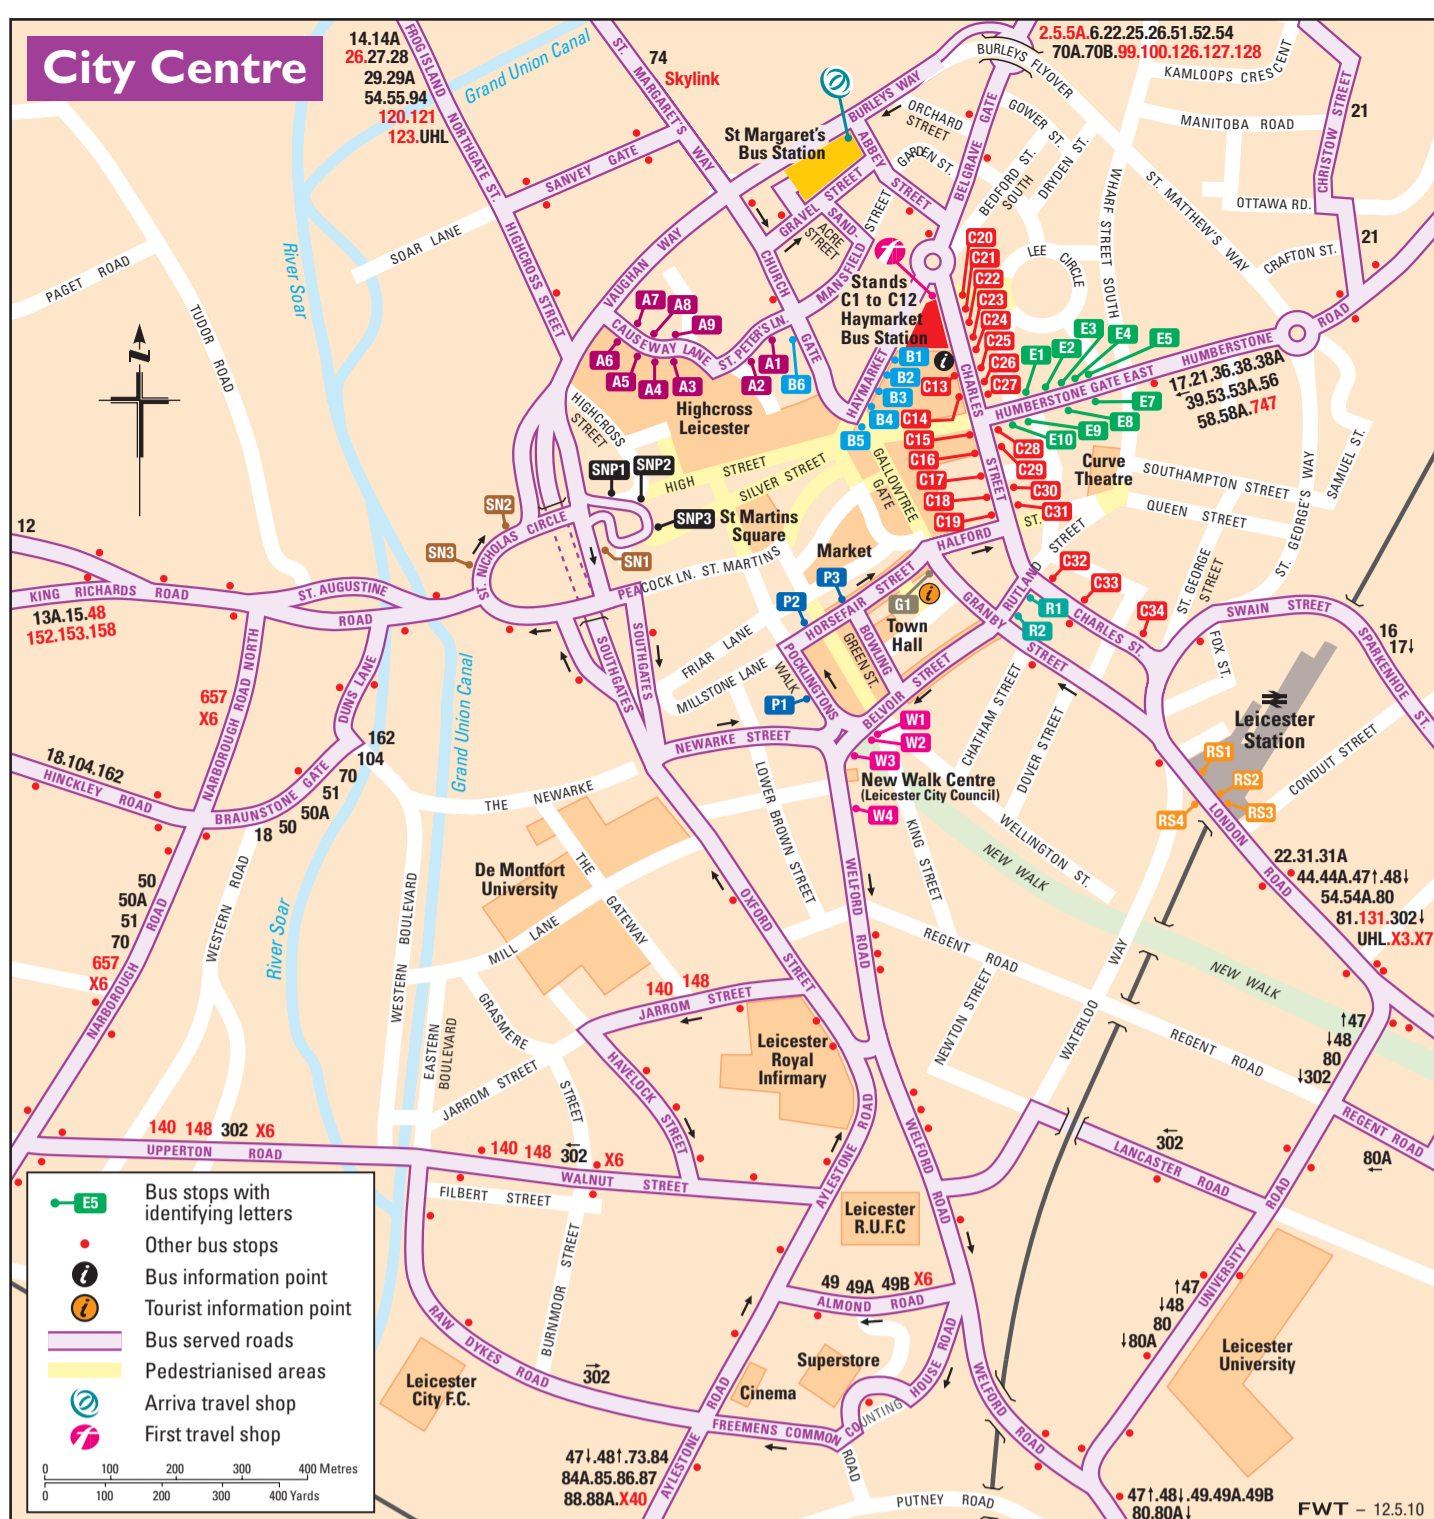 City Centre
14.14A
26.27.28
29.29A
54.55.94
120.121
123.UHL
FROG ISLAND
NORTHGATE ST.
Grand Union Canal
ST. MARGARET'S WAY
74
Skylink
2.5.5A.6.22.25.26.51.52.54
70A.70B.99.100.126.127.128
BURLEYS FLYOVER
BURLEYS WAY
KAMLOOPS CRESCENT
MANITOBA ROAD
CHRISTOW STREET
21
OTTAWA RD.
21
CRAFTON ST.
ST. MATTHEW'S WAY
WHARF STREET SOUTH
ORCHARD STREET
GOWER ST.
GARDEN ST.
BELGRAVE GATE
BEDFORD ST. SOUTH
DRYDEN ST.
LEE CIRCLE
St Margaret's
Bus Station
ABBEY STREET
GRAVEL STREET
SANDACRE STREET
MANSFIELD STREET
CHURCH GATE
SANVEY GATE
SOAR LANE
HIGHCROSS STREET
VAUGHAN WAY
River Soar
TUDOR ROAD
PAGET ROAD
Stands
C1 to C12
Haymarket
Bus Station
C20
C21
C22
C23
C24
C25
C26
C27
A7
A8
A9
CAUSEWAY LANE
ST. PETER'S LN.
A6
A5
A4
A3
A2
A1
B6
HAYMARKET
B1
B2
B3
B4
B5
C13
C14
C15
C16
C17
C18
C19
CHARLES STREET
E1
E2
E3
E4
E5
HUMBERSTONE GATE EAST
HUMBERSTONE ROAD
17.21.36.38.38A
39.53.53A.56
58.58A.747
E7
E8
E9
E10
C28
C29
C30
C31
Highcross
Leicester
HIGHCROSS STREET
HIGH STREET
SILVER STREET
GALLOWTREE GATE
Curve
Theatre
SOUTHAMPTON STREET
QUEEN STREET
SAMUEL ST.
ST. GEORGE'S WAY
ST. GEORGE STREET
n
SNP1
SNP2
SNP3
SN2
SN3
SN1
ST. NICHOLAS CIRCLE
St Martins
Square
PEACOCK LN.
ST. MARTINS
Market
HALFORD ST.
RUTLAND STREET
12
KING RICHARDS ROAD
13A.15.48
152.153.158
ST. AUGUSTINE ROAD
P3
P2
P1
G1
Town
Hall
HORSEFAIR STREET
GRANBY STREET
BOWLING GREEN ST.
POCKLINGTONS WALK
BELVOIR STREET
FRIAR LANE
MILLSTONE LANE
SOUTHGATES
SOUTHGATES
R1
R2
C32
C33
C34
CHARLES ST.
SWAIN STREET
FOX ST.
SPARKENHOE ST.
16
17↓
Leicester
Station
RS1
RS2
RS3
RS4
CONDUIT STREET
LONDON ROAD
CHATHAM STREET
DOVER STREET
WELLINGTON ST.
NEW WALK
NEW WALK
657
X6
NARBOROUGH ROAD NORTH
DUNS LANE
162
104
70
51
50A
50
18
BRAUNSTONE GATE
18.104.162
HINCKLEY ROAD
Grand Union Canal
NEWARKE STREET
THE NEWARKE
W1
W2
W3
W4
New Walk Centre
(Leicester City Council)
LOWER BROWN STREET
KING STREET
WELFORD ROAD
OXFORD STREET
De Montfort
University
THE GATEWAY
MILL LANE
WESTERN BOULEVARD
WESTERN ROAD
River Soar
EASTERN BOULEVARD
GRASMERE STREET
JARROM STREET
50
50A
51
70
657
X6
NARBOROUGH ROAD
22.31.31A
44.44A.47↑.48↓
54.54A.80
81.131.302↓
UHL.X3.X7
REGENT ROAD
NEWTON STREET
WATERLOO WAY
REGENT ROAD
REGENT ROAD
↑47
↓48
80
↓302
80A
←
140 148
JARROM STREET
HAVELOCK STREET
Leicester
Royal
Infirmary
AYLESTONE ROAD
WELFORD ROAD
←
302
LANCASTER ROAD
UNIVERSITY ROAD
140 148 302 X6
UPPERTON ROAD
140 148 302 X6
WALNUT STREET
FILBERT STREET
BURNMOOR STREET
RAW DYKES ROAD
→
302
Leicester
City F.C.
Leicester
R.U.F.C
49 49A 49B X6
ALMOND ROAD
Superstore
Cinema
COUNTING HOUSE ROAD
FREEMENS COMMON
ROAD
AYLESTONE ROAD
WELFORD ROAD
PUTNEY ROAD
↑47
↓48
80
↓80A
Leicester
University
47↓.48↑.73.84
84A.85.86.87
88.88A.X40
47↑.48↓.49.49A.49B
80.80A↓
E5
Bus stops with
identifying letters
Other bus stops
Bus information point
Tourist information point
Bus served roads
Pedestrianised areas
Arriva travel shop
First travel shop
0 100 200 300 400 Metres
0 100 200 300 400 Yards
FWT – 12.5.10